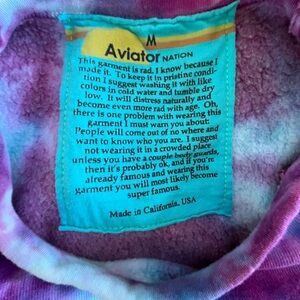 M
Aviator NATION
This garment is rad. I know because I
made it. To keep it in pristine condi-
tion I suggest washing it with like
colors in cold water and tumble dry
low. It will distress naturally and
become even more rad with age. Oh,
there is one problem with wearing this
garment I must warn you about:
People will come out of no where and
want to know who you are. I suggest
not wearing it in a crowded place
unless you have a couple body guards,
then it's probably ok, and if you're
already famous and wearing this
garment you will most likely become
super famous.
Made in California, USA